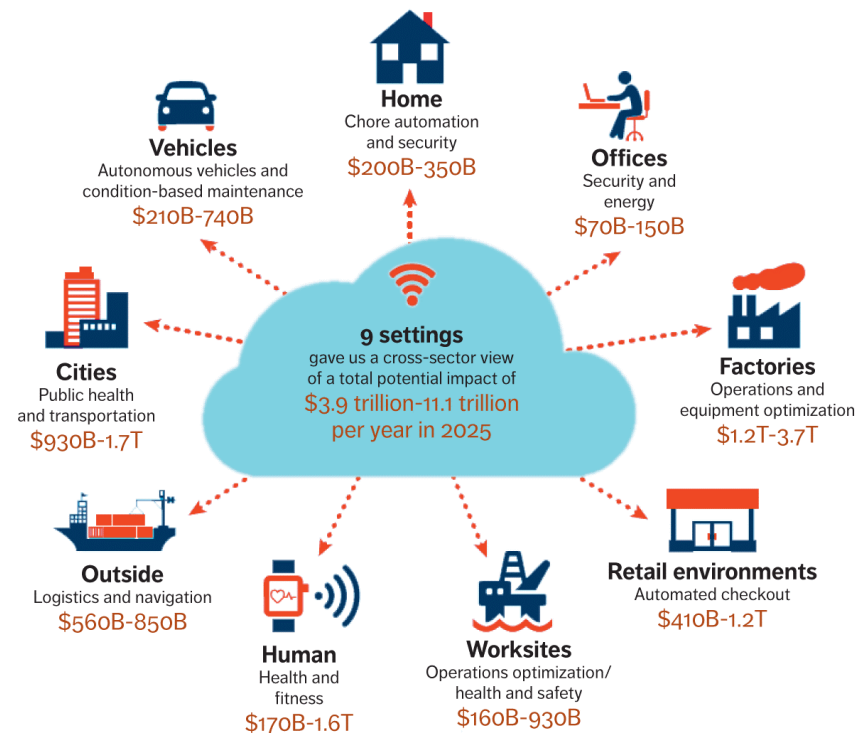 Home
Chore automation
and security
$200B-350B
Vehicles
Autonomous vehicles and
condition-based maintenance
$210B-740B
Offices
Security and
energy
$70B-150B
9 settings
gave us a cross-sector view
of a total potential impact of
$3.9 trillion-11.1 trillion
per year in 2025
Cities
Public health
and transportation
$930B-1.7T
Factories
Operations and
equipment optimization
$1.2T-3.7T
Outside
Logistics and navigation
$560B-850B
Human
Health and
fitness
$170B-1.6T
Worksites
Operations optimization/
health and safety
$160B-930B
Retail environments
Automated checkout
$410B-1.2T